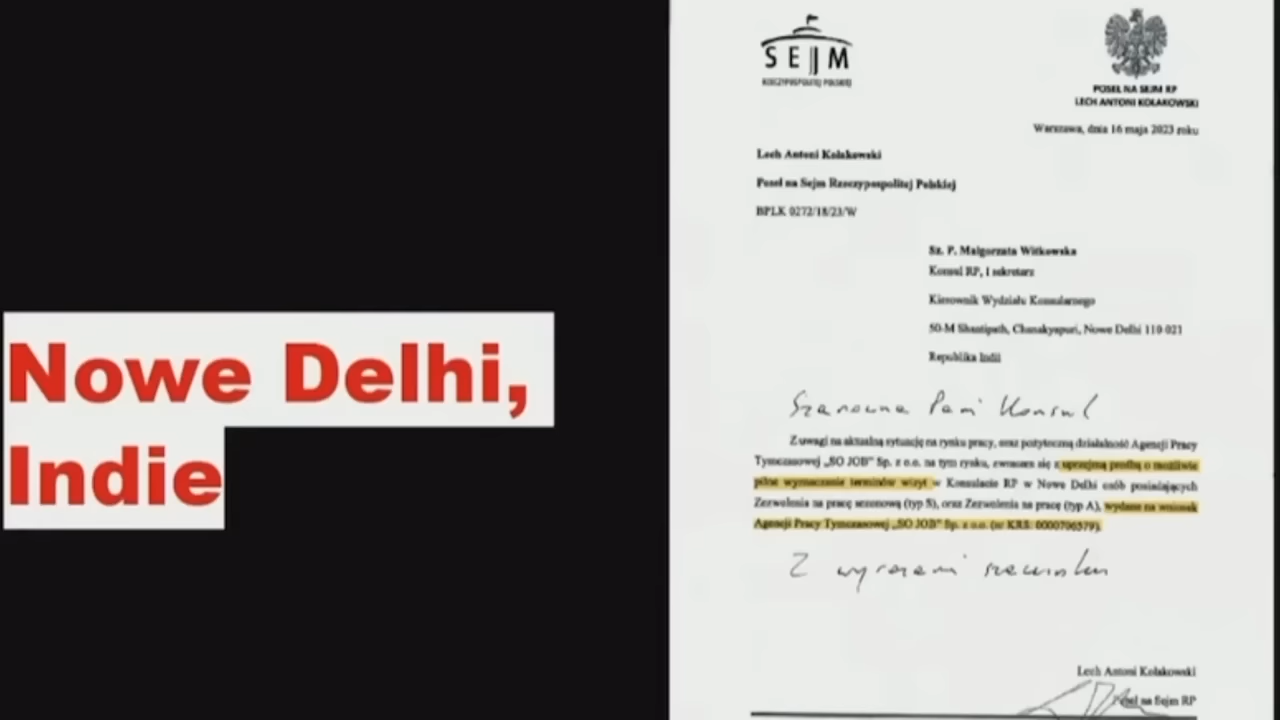 Nowe Delhi,
Indie
SEJM
RZECZYPOSPOLITEJ POLSKIEJ
POSEŁ NA SEJM RP
LECH ANTONI KOŁAKOWSKI
Warszawa, dnia 16 maja 2023 roku
Lech Antoni Kołakowski
Poseł na Sejm Rzeczypospolitej Polskiej
BPLK 0272/18/23/W
Sz. P. Małgorzata Witkowska
Konsul RP, I sekretarz
Kierownik Wydziału Konsularnego
50-M Shantipath, Chanakyapuri, Nowe Delhi 110 021
Republika Indii
Szanowna Pani Konsul
Z uwagi na aktualną sytuację na rynku pracy, oraz pożyteczną działalność Agencji Pracy
Tymczasowej „SO JOB" Sp. z o.o. na tym rynku, zwracam się z uprzejmą prośbą o możliwie
pilne wyznaczenie terminów wizyt w Konsulacie RP w Nowe Delhi osób posiadających
Zezwolenia na pracę sezonową (typ S), oraz Zezwolenia na pracę (typ A), wydane na wniosek
Agencji Pracy Tymczasowej „SO JOB" Sp. z o.o. (nr KRS: 0000706579).
Z wyrazami szacunku
Lech Antoni Kołakowski
Poseł na Sejm RP